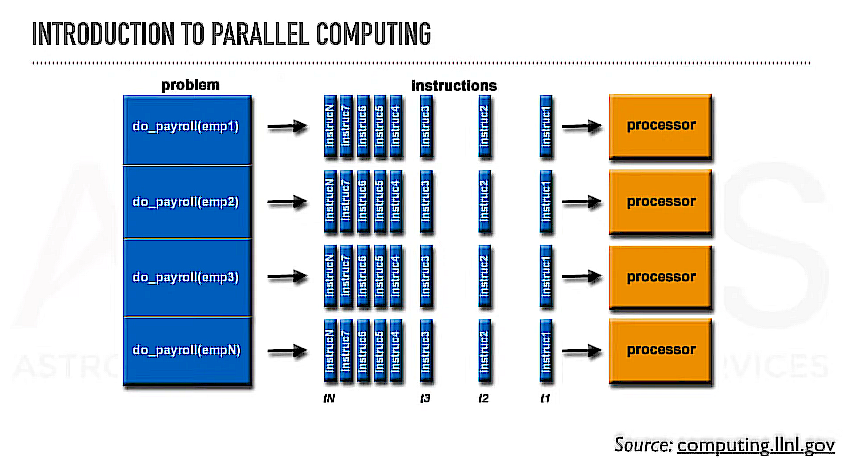 INTRODUCTION TO PARALLEL COMPUTING
problem
instructions
do_payroll(emp1)
instrucN
instruc7
instruc6
instruc5
instruc4
instruc3
instruc2
instruc1
processor
do_payroll(emp2)
instrucN
instruc7
instruc6
instruc5
instruc4
instruc3
instruc2
instruc1
processor
do_payroll(emp3)
instrucN
instruc7
instruc6
instruc5
instruc4
instruc3
instruc2
instruc1
processor
do_payroll(empN)
instrucN
instruc7
instruc6
instruc5
instruc4
instruc3
instruc2
instruc1
processor
tN t3 t2 t1
Source: computing.llnl.gov